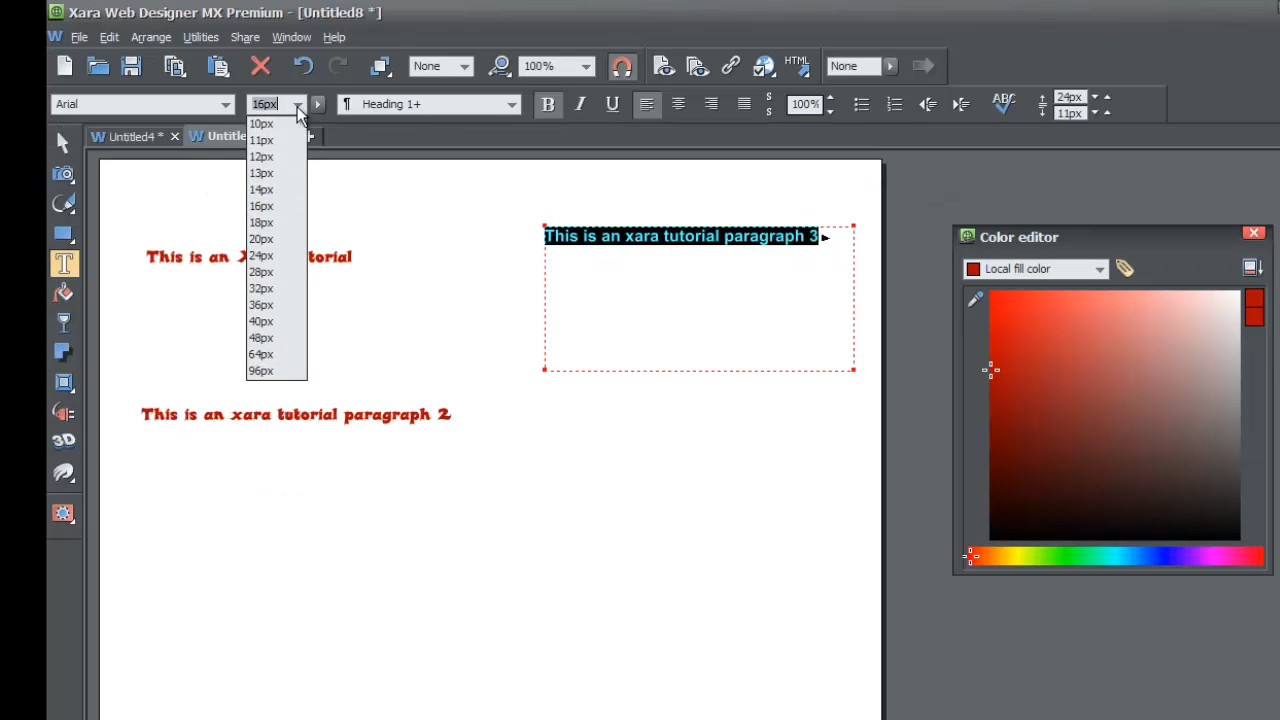 Xara Web Designer MX Premium - [Untitled8 *]
File Edit Arrange Utilities Share Window Help
None 100% HTML None
Arial 16px ¶ Heading 1+ B I U 100% ABC 24px
11px
Untitled4 *
10px
11px
12px
13px
14px
16px
18px
20px
24px
28px
32px
36px
40px
48px
64px
96px
This is an tutorial
This is an xara tutorial paragraph 2
This is an xara tutorial paragraph 3
T
3D
Color editor
Local fill color